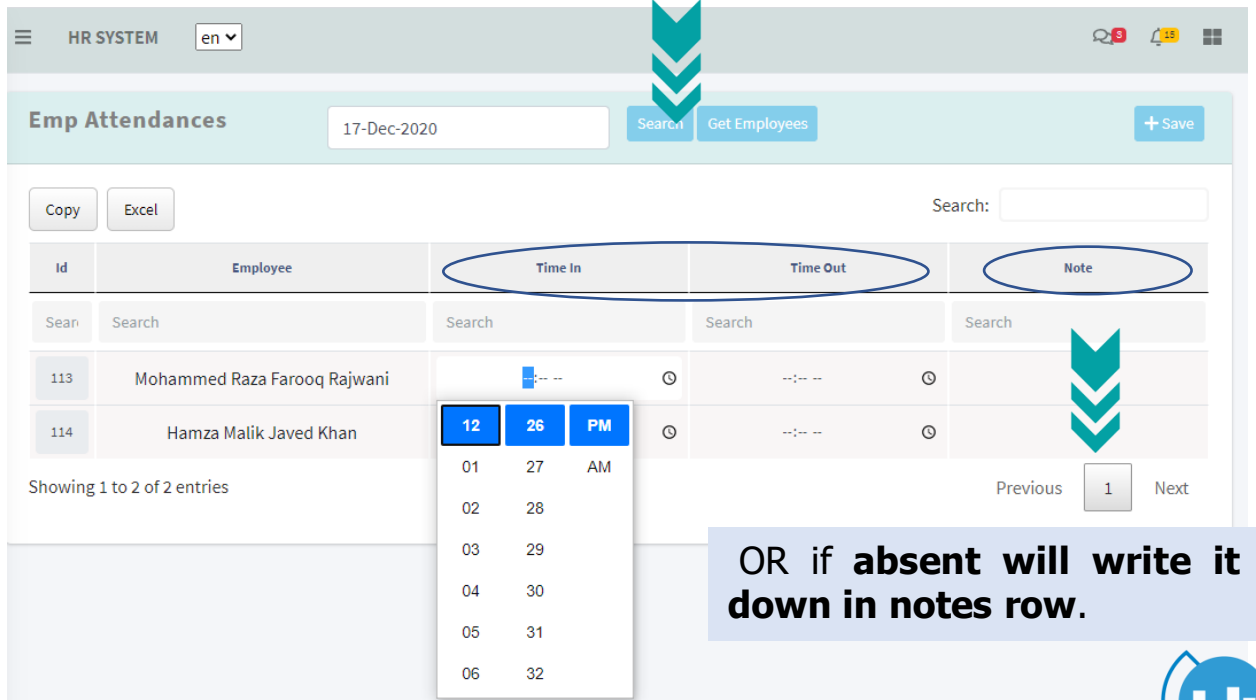 HR SYSTEM en 3 15
Emp Attendances 17-Dec-2020 Search Get Employees + Save
Copy Excel Search:
Id Employee Time In Time Out Note
Sear Search Search Search Search
113 Mohammed Raza Farooq Rajwani --:-- -- --:-- --
114 Hamza Malik Javed Khan --:-- --
12 26 PM
01 27 AM
02 28
03 29
04 30
05 31
06 32
Showing 1 to 2 of 2 entries Previous 1 Next
OR if absent will write it
down in notes row.